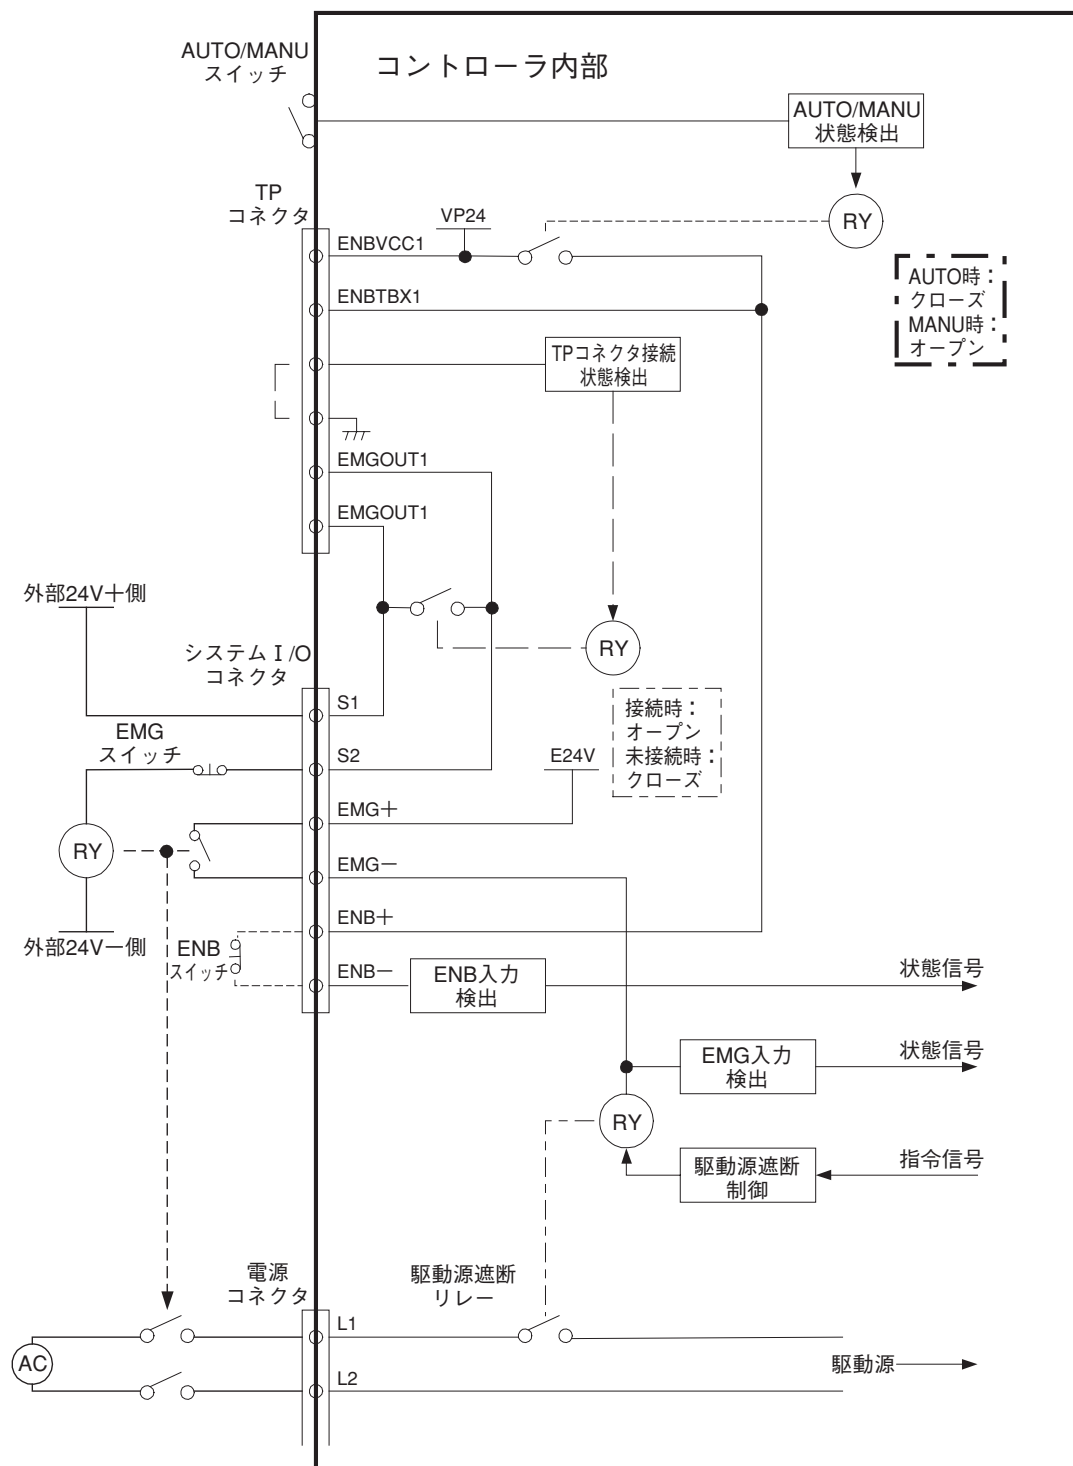 AUTO/MANU
スイッチ
コントローラ内部
AUTO/MANU
状態検出
RY
TP
コネクタ
VP24
ENBVCC1
ENBTBX1
AUTO時:
クローズ
MANU時:
オープン
TPコネクタ接続
状態検出
EMGOUT1
EMGOUT1
外部24V+側
RY
システムI/O
コネクタ
S1
接続時:
オープン
未接続時:
クローズ
EMG
スイッチ
S2
E24V
EMG+
RY
EMG-
ENB+
外部24V-側
ENB
スイッチ
ENB-
ENB入力
検出
状態信号
EMG入力
検出
状態信号
RY
駆動源遮断
制御
指令信号
電源
コネクタ
駆動源遮断
リレー
L1
AC
駆動源
L2